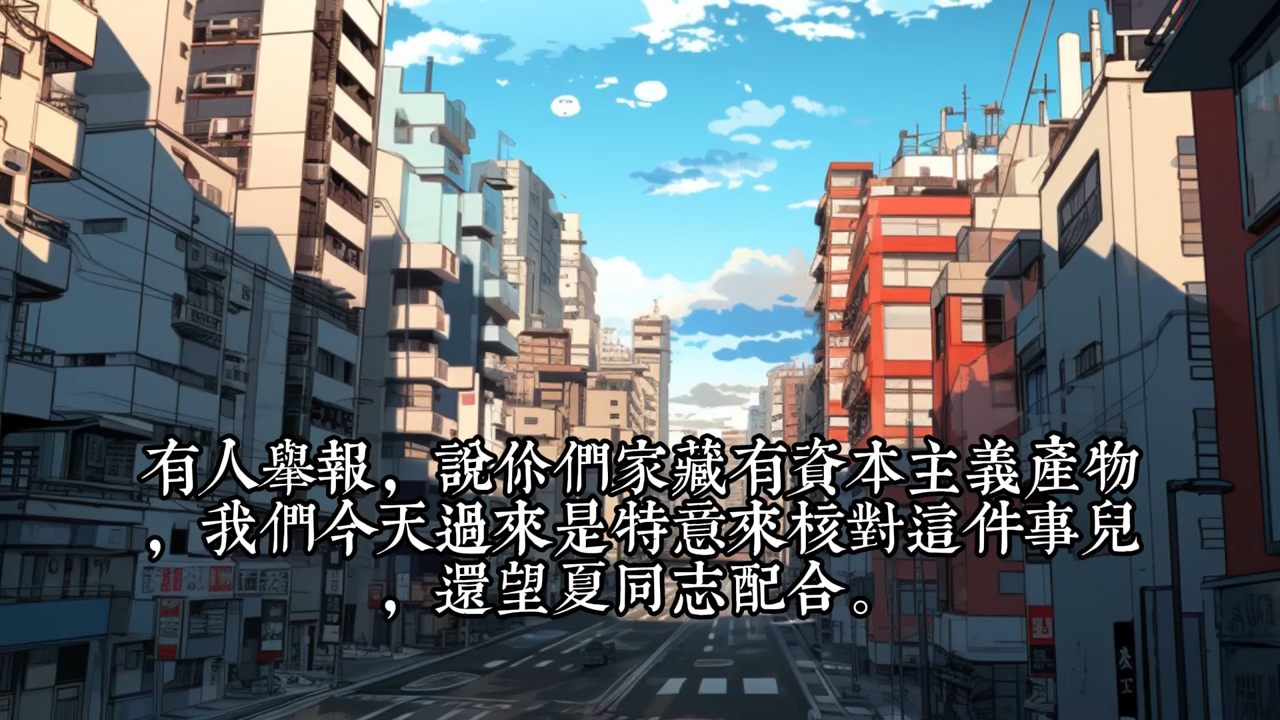 有人舉報，說你們家藏有資本主義產物
，我們今天過來是特意來核對這件事兒
，還望夏同志配合。